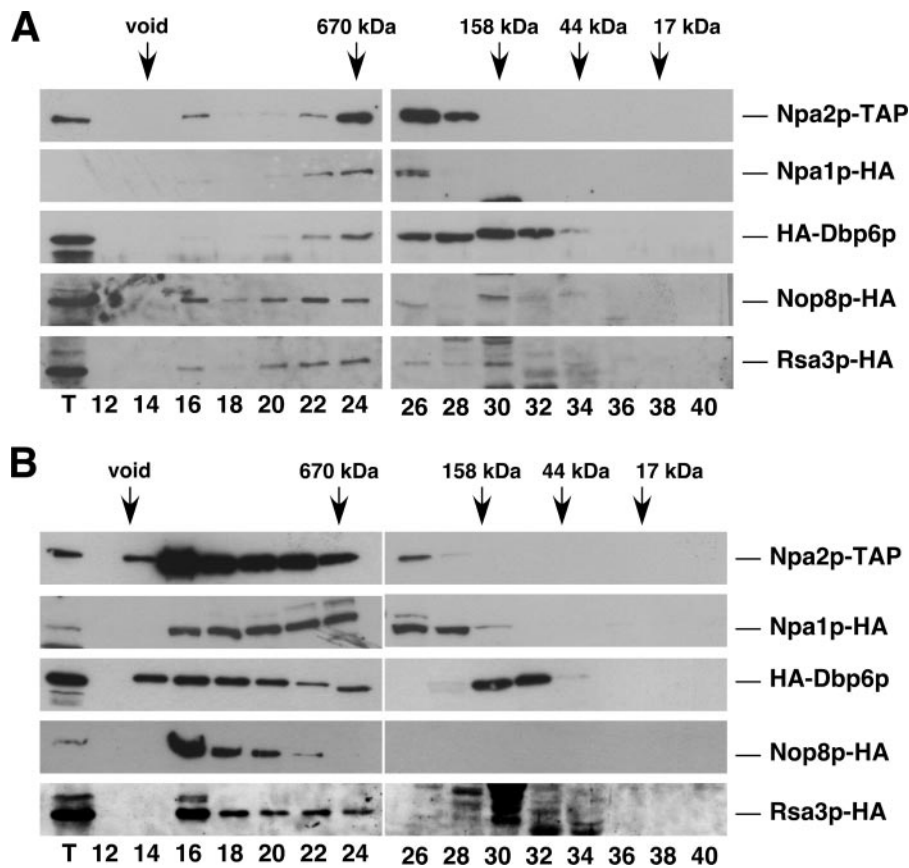 A
void 670 kDa 158 kDa 44 kDa 17 kDa
Npa2p-TAP
Npa1p-HA
HA-Dbp6p
Nop8p-HA
Rsa3p-HA
T 12 14 16 18 20 22 24 26 28 30 32 34 36 38 40
B
void 670 kDa 158 kDa 44 kDa 17 kDa
Npa2p-TAP
Npa1p-HA
HA-Dbp6p
Nop8p-HA
Rsa3p-HA
T 12 14 16 18 20 22 24 26 28 30 32 34 36 38 40